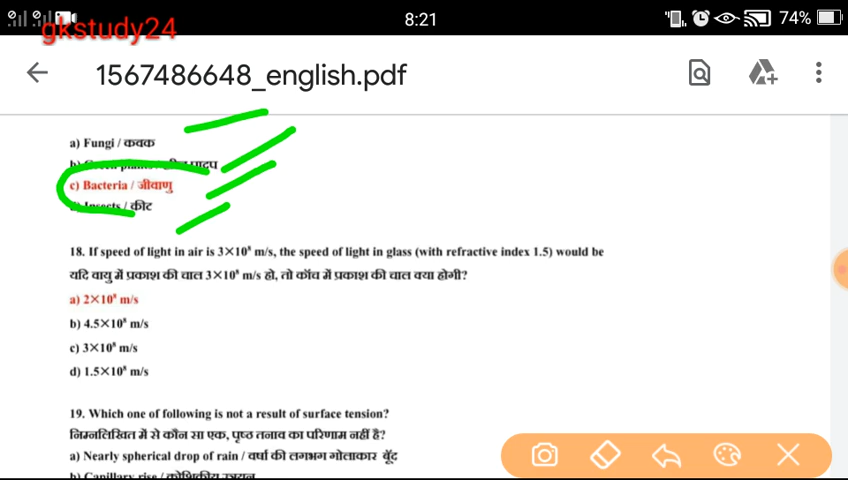 8:21
74%
gkstudy24
1567486648_english.pdf
a) Fungi / कवक
c) Bacteria / जीवाणु
Insects / कीट
18. If speed of light in air is 3×10⁸ m/s, the speed of light in glass (with refractive index 1.5) would be
यदि वायु में प्रकाश की चाल 3×10⁸ m/s हो, तो काँच में प्रकाश की चाल क्या होगी?
a) 2×10⁸ m/s
b) 4.5×10⁸ m/s
c) 3×10⁸ m/s
d) 1.5×10⁸ m/s
19. Which one of following is not a result of surface tension?
निम्नलिखित में से कौन सा एक, पृष्ठ तनाव का परिणाम नहीं है?
a) Nearly spherical drop of rain / वर्षा की लगभग गोलाकार बूँद
b) Capillary rise /